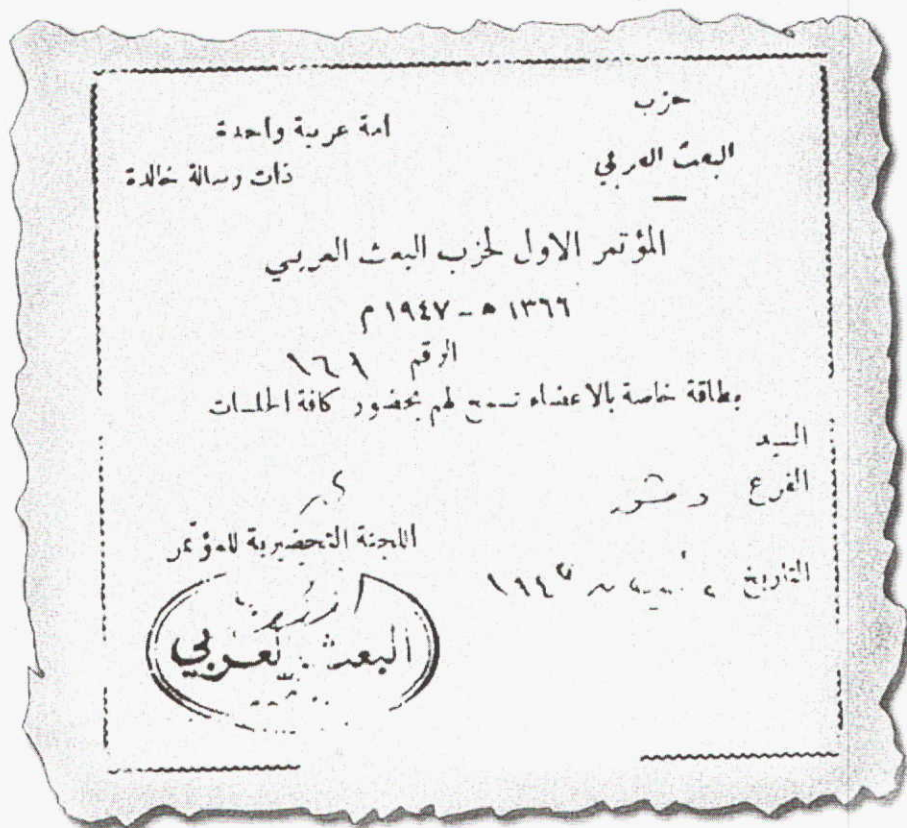 حزب
البعث العربي
امة عربية واحدة
ذات رسالة خالدة
المؤتمر الاول لحزب البعث العربي
١٣٦٦ ه - ١٩٤٧ م
الرقم ١٦٩
بطاقة خاصة بالاعضاء تسمح لهم بحضور كافة الجلسات
السيد
الفرع دمشق
التاريخ ١٩٤٧
اللجنة التحضيرية للمؤتمر
البعث العربي